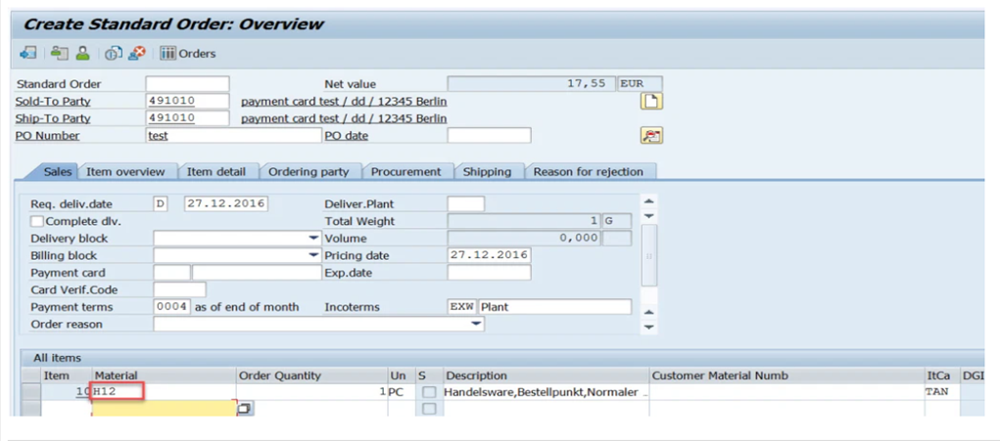 Create Standard Order: Overview
Orders
Standard Order Net value 17,55 EUR
Sold-To Party 491010 payment card test / dd / 12345 Berlin
Ship-To Party 491010 payment card test / dd / 12345 Berlin
PO Number test PO date
Sales Item overview Item detail Ordering party Procurement Shipping Reason for rejection
Req. deliv.date D 27.12.2016 Deliver.Plant
Complete dlv. Total Weight 1 G
Delivery block Volume 0,000
Billing block Pricing date 27.12.2016
Payment card Exp.date
Card Verif.Code
Payment terms 0004 as of end of month Incoterms EXW Plant
Order reason
All items
Item Material Order Quantity Un S Description Customer Material Numb ItCa DGI
10 H12 1 PC Handelsware,Bestellpunkt,Normaler .. TAN